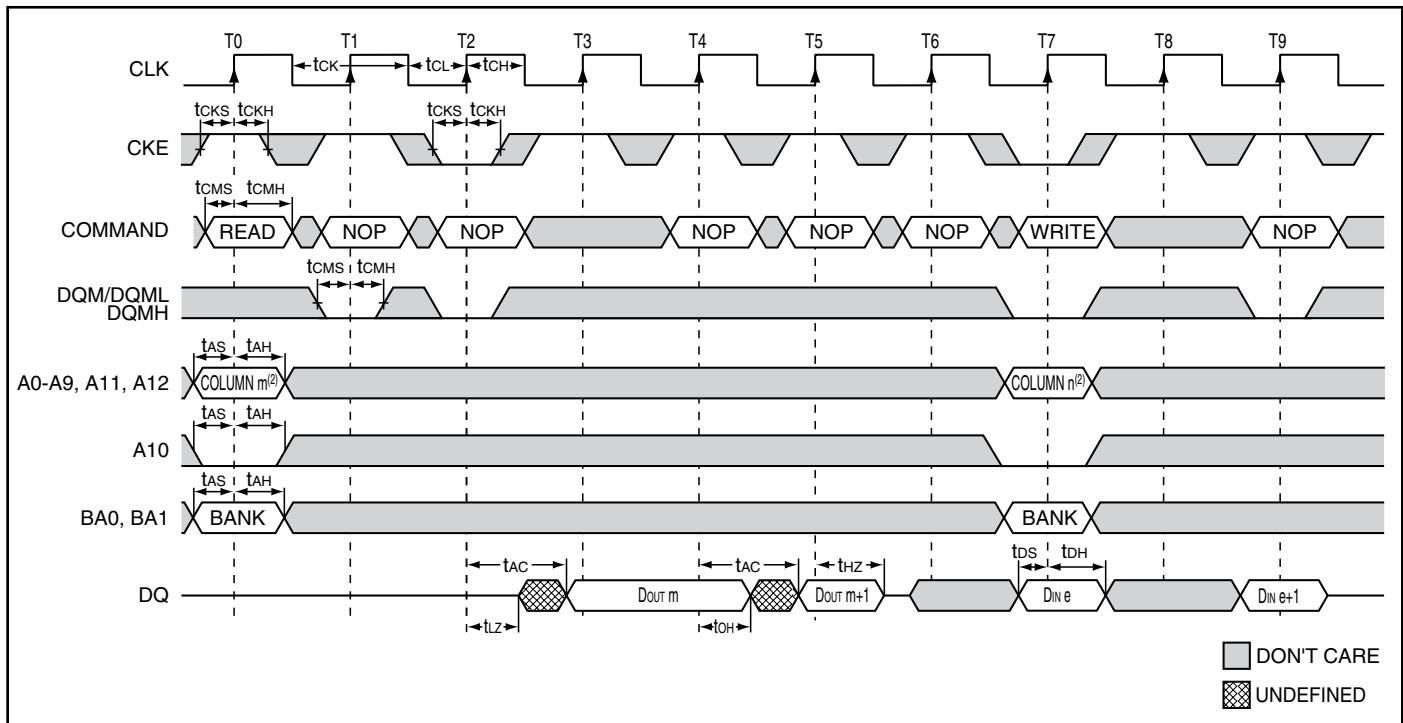 T0 T1 T2 T3 T4 T5 T6 T7 T8 T9
CLK tCK tCL tCH
tCKS tCKH tCKS tCKH
CKE
tCMS tCMH
COMMAND READ NOP NOP NOP NOP NOP WRITE NOP
tCMS tCMH
DQM/DQML
DQMH
tAS tAH
A0-A9, A11, A12 COLUMN m(2) COLUMN n(2)
tAS tAH
A10
tAS tAH
BA0, BA1 BANK BANK
tAC tAC tHZ tDS tDH
DQ DOUT m DOUT m+1 DIN e DIN e+1
tLZ tOH
DON'T CARE
UNDEFINED